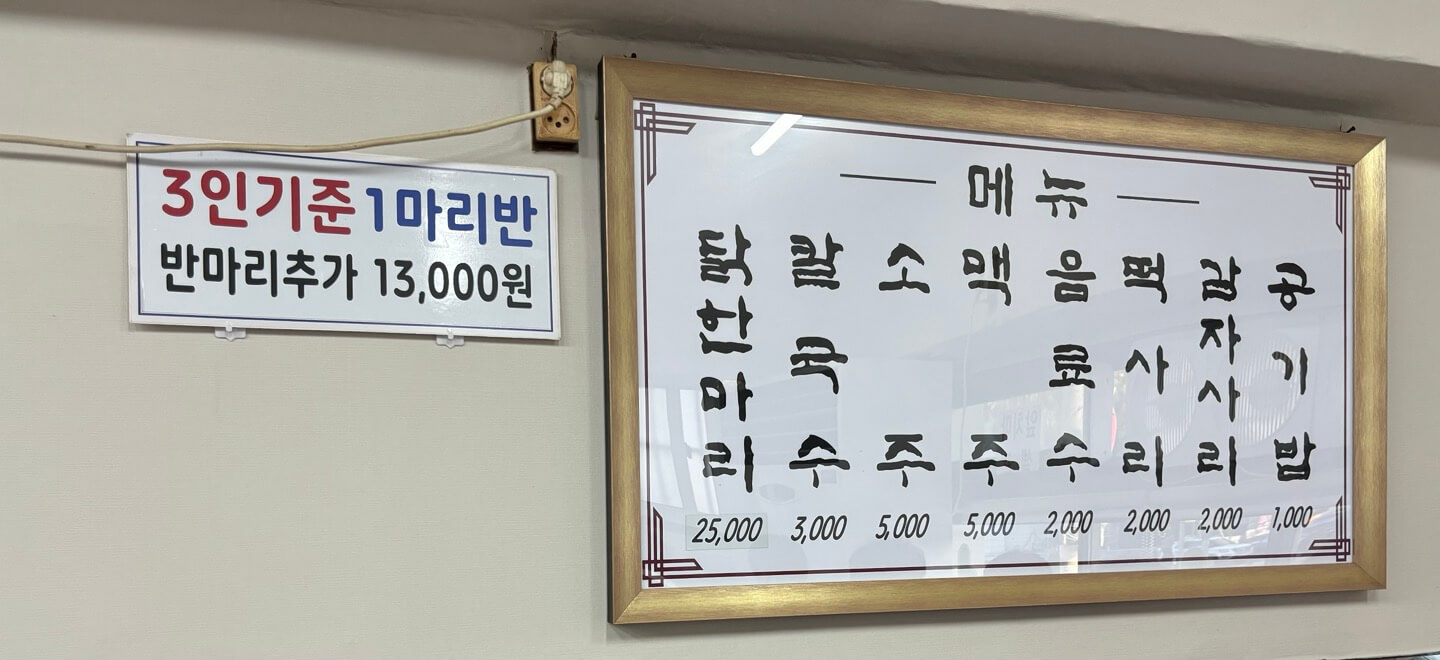 3인기준 1마리반
반마리추가 13,000원
메뉴
닭한마리 25,000
칼국수 3,000
소주 5,000
맥주 5,000
음료수 2,000
떡사리 2,000
감자사리 2,000
공기밥 1,000